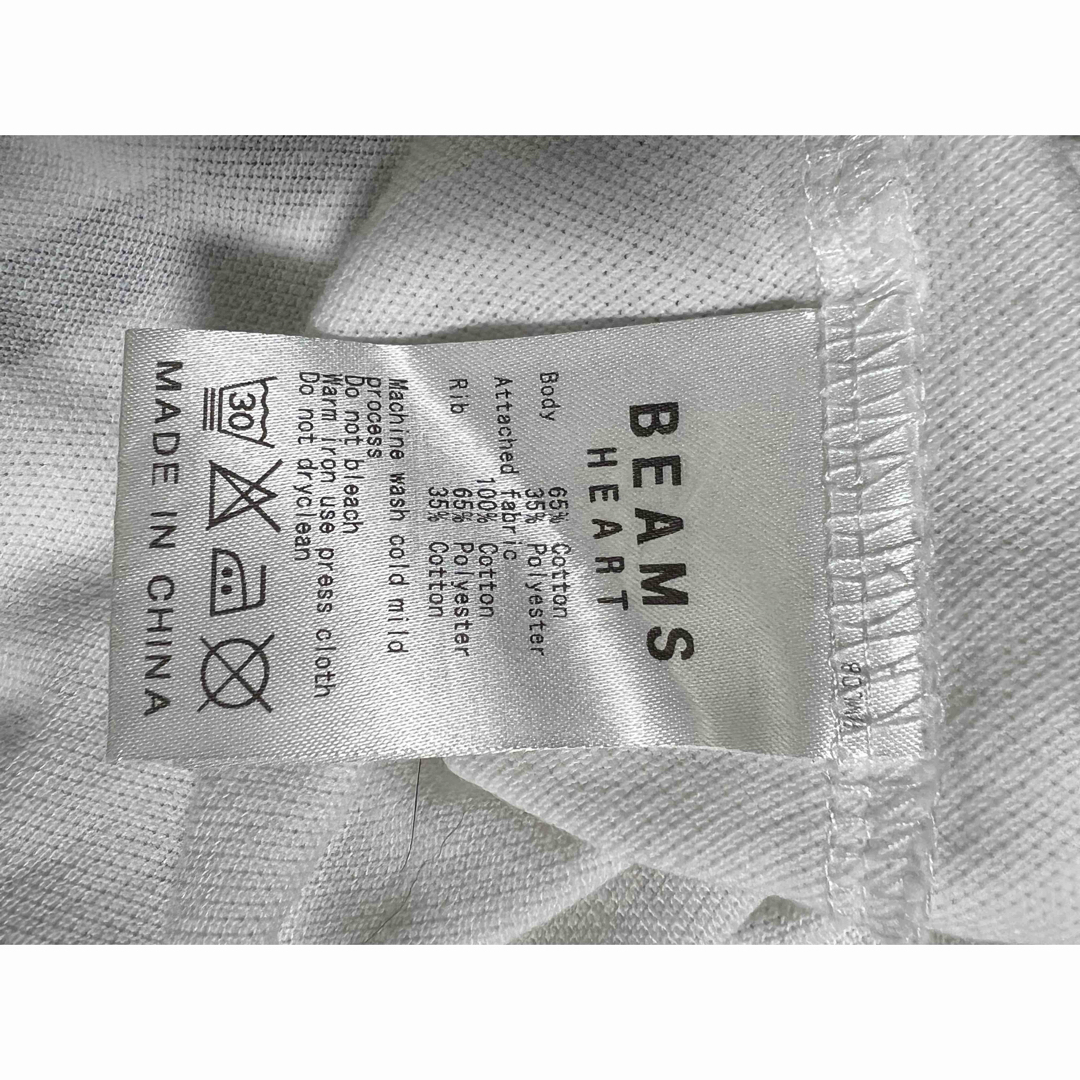 BEAMS
HEART
Body 65% Cotton
35% Polyester
Attached fabric
100% Cotton
Rib 65% Polyester
35% Cotton
Machine wash cold mild
process
Do not bleach
Warm iron use press cloth
Do not dryclean
30
MADE IN CHINA